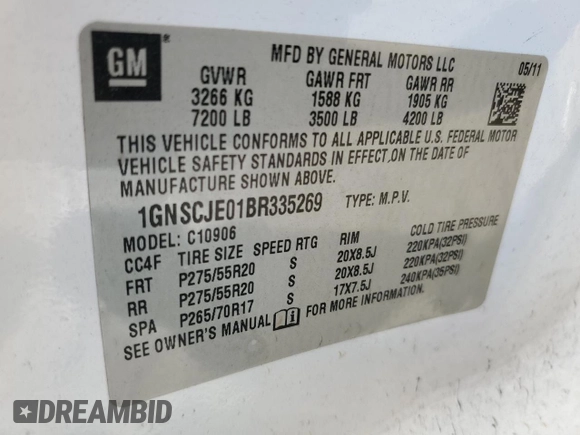 GM
®
MFD BY GENERAL MOTORS LLC
05/11
GVWR GAWR FRT GAWR RR
3266 KG 1588 KG 1905 KG
7200 LB 3500 LB 4200 LB
THIS VEHICLE CONFORMS TO ALL APPLICABLE U.S. FEDERAL MOTOR
VEHICLE SAFETY STANDARDS IN EFFECT,ON THE DATE OF
MANUFACTURE SHOWN ABOVE.
1GNSCJE01BR335269 TYPE: M.P.V.
MODEL: C10906
CC4F TIRE SIZE SPEED RTG RIM COLD TIRE PRESSURE
FRT P275/55R20 S 20X8.5J 220KPA(32PSI)
RR P275/55R20 S 20X8.5J 220KPA(32PSI)
SPA P265/70R17 S 17X7.5J 240KPA(35PSI)
SEE OWNER'S MANUAL FOR MORE INFORMATION.
DREAMBID